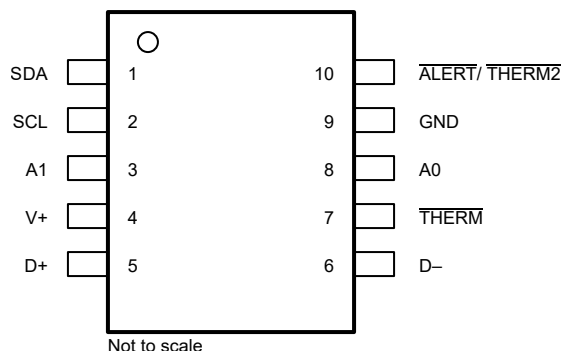 SDA 1 10 ALERT/ THERM2
SCL 2 9 GND
A1 3 8 A0
V+ 4 7 THERM
D+ 5 6 D–
Not to scale